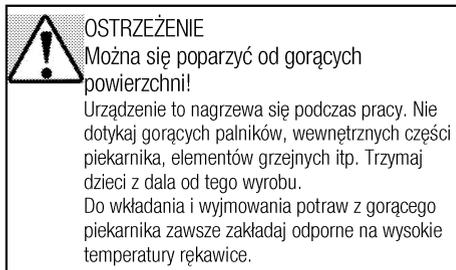 OSTRZEŻENIE
Można się poparzyć od gorących
powierzchni!
Urządzenie to nagrzewa się podczas pracy. Nie
dotykaj gorących palników, wewnętrznych części
piekarnika, elementów grzejnych itp. Trzymaj
dzieci z dala od tego wyrobu.
Do wkładania i wyjmowania potraw z gorącego
piekarnika zawsze zakładaj odporne na wysokie
temperatury rękawice.